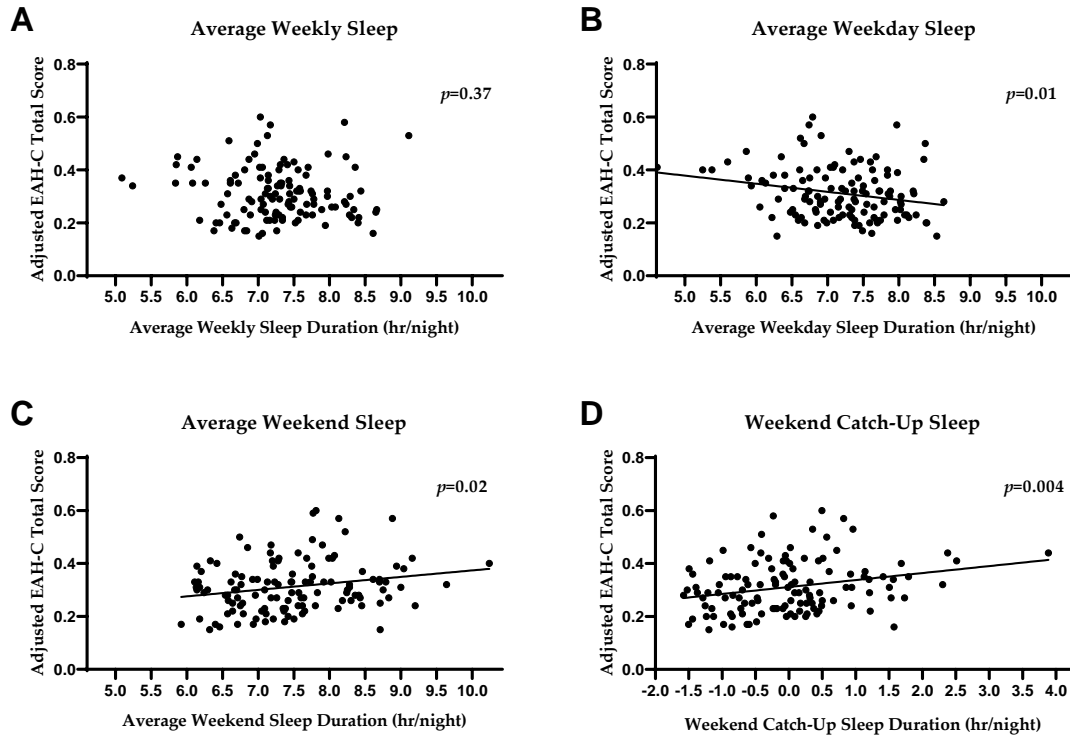 A
Average Weekly Sleep
Adjusted EAH-C Total Score
0.8
0.6
0.4
0.2
0.0
p=0.37
5.0 5.5 6.0 6.5 7.0 7.5 8.0 8.5 9.0 9.5 10.0
Average Weekly Sleep Duration (hr/night)
B
Average Weekday Sleep
Adjusted EAH-C Total Score
0.8
0.6
0.4
0.2
0.0
p=0.01
5.0 5.5 6.0 6.5 7.0 7.5 8.0 8.5 9.0 9.5 10.0
Average Weekday Sleep Duration (hr/night)
C
Average Weekend Sleep
Adjusted EAH-C Total Score
0.8
0.6
0.4
0.2
0.0
p=0.02
5.0 5.5 6.0 6.5 7.0 7.5 8.0 8.5 9.0 9.5 10.0
Average Weekend Sleep Duration (hr/night)
D
Weekend Catch-Up Sleep
Adjusted EAH-C Total Score
0.8
0.6
0.4
0.2
0.0
p=0.004
-2.0 -1.5 -1.0 -0.5 0.0 0.5 1.0 1.5 2.0 2.5 3.0 3.5 4.0
Weekend Catch-Up Sleep Duration (hr/night)